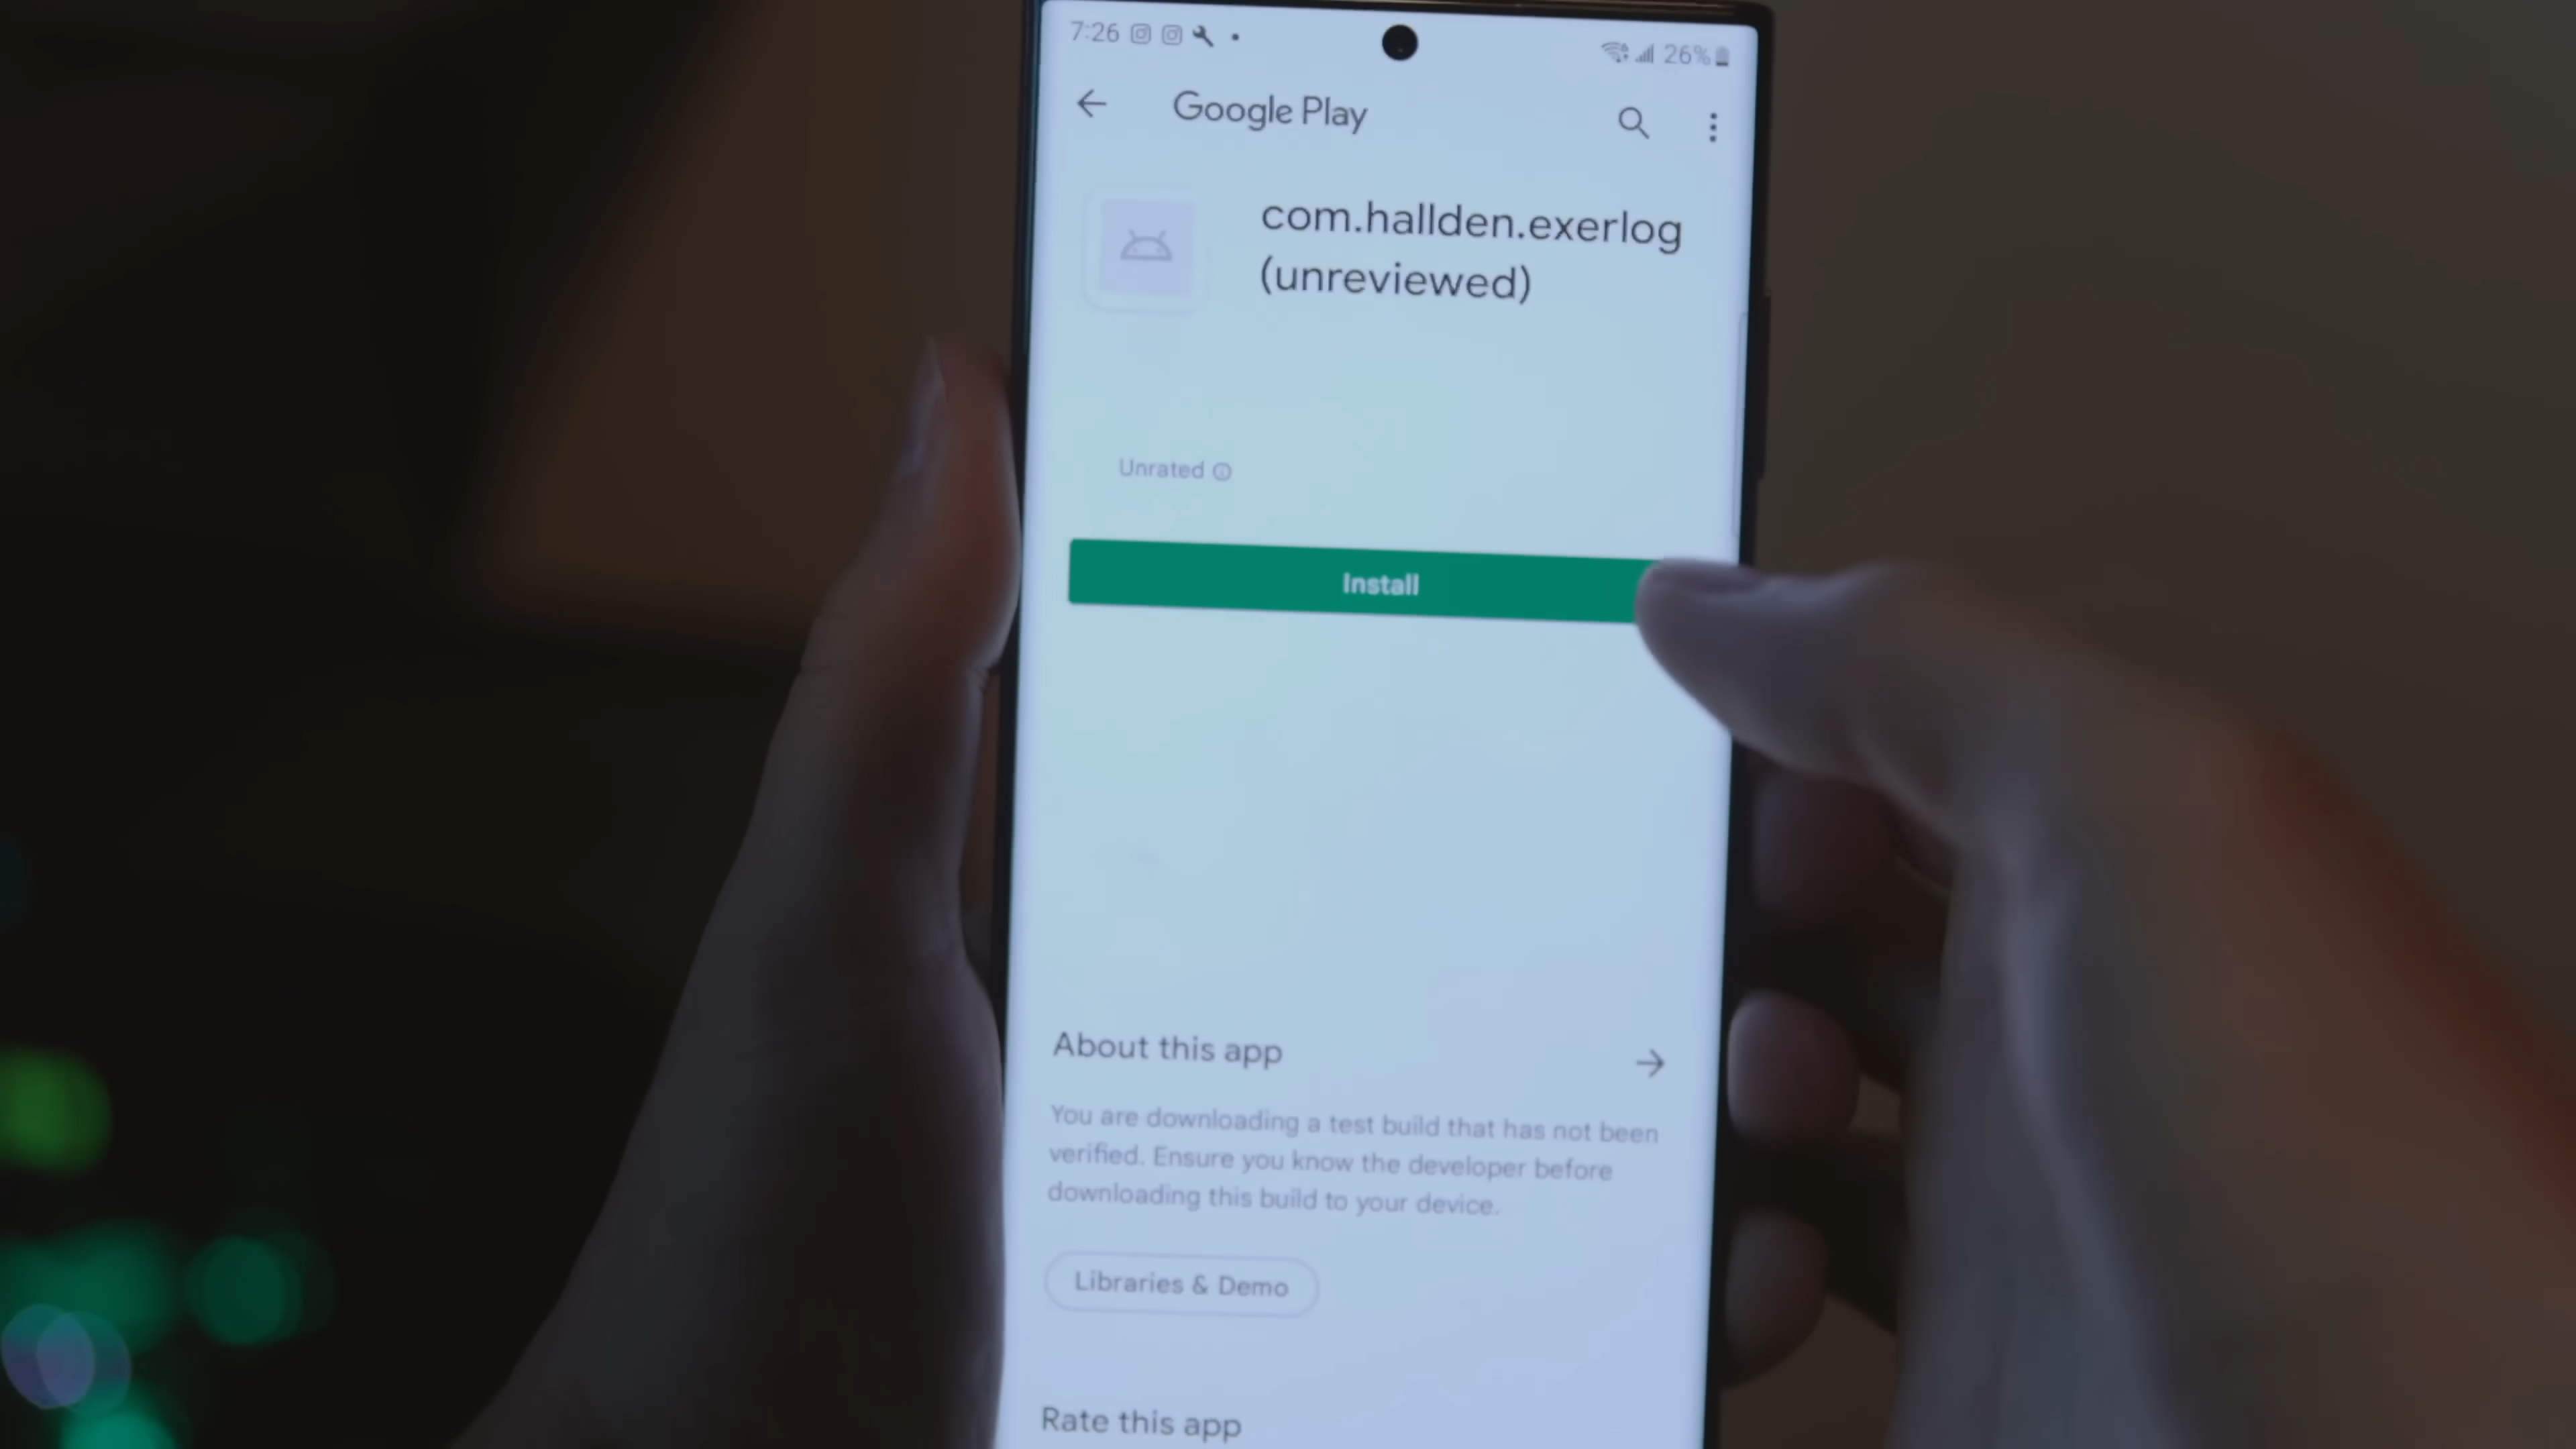 7:26
26%
Google Play
com.hallden.exerlog
(unreviewed)
Unrated
Install
About this app
You are downloading a test build that has not been
verified. Ensure you know the developer before
downloading this build to your device.
Libraries & Demo
Rate this app